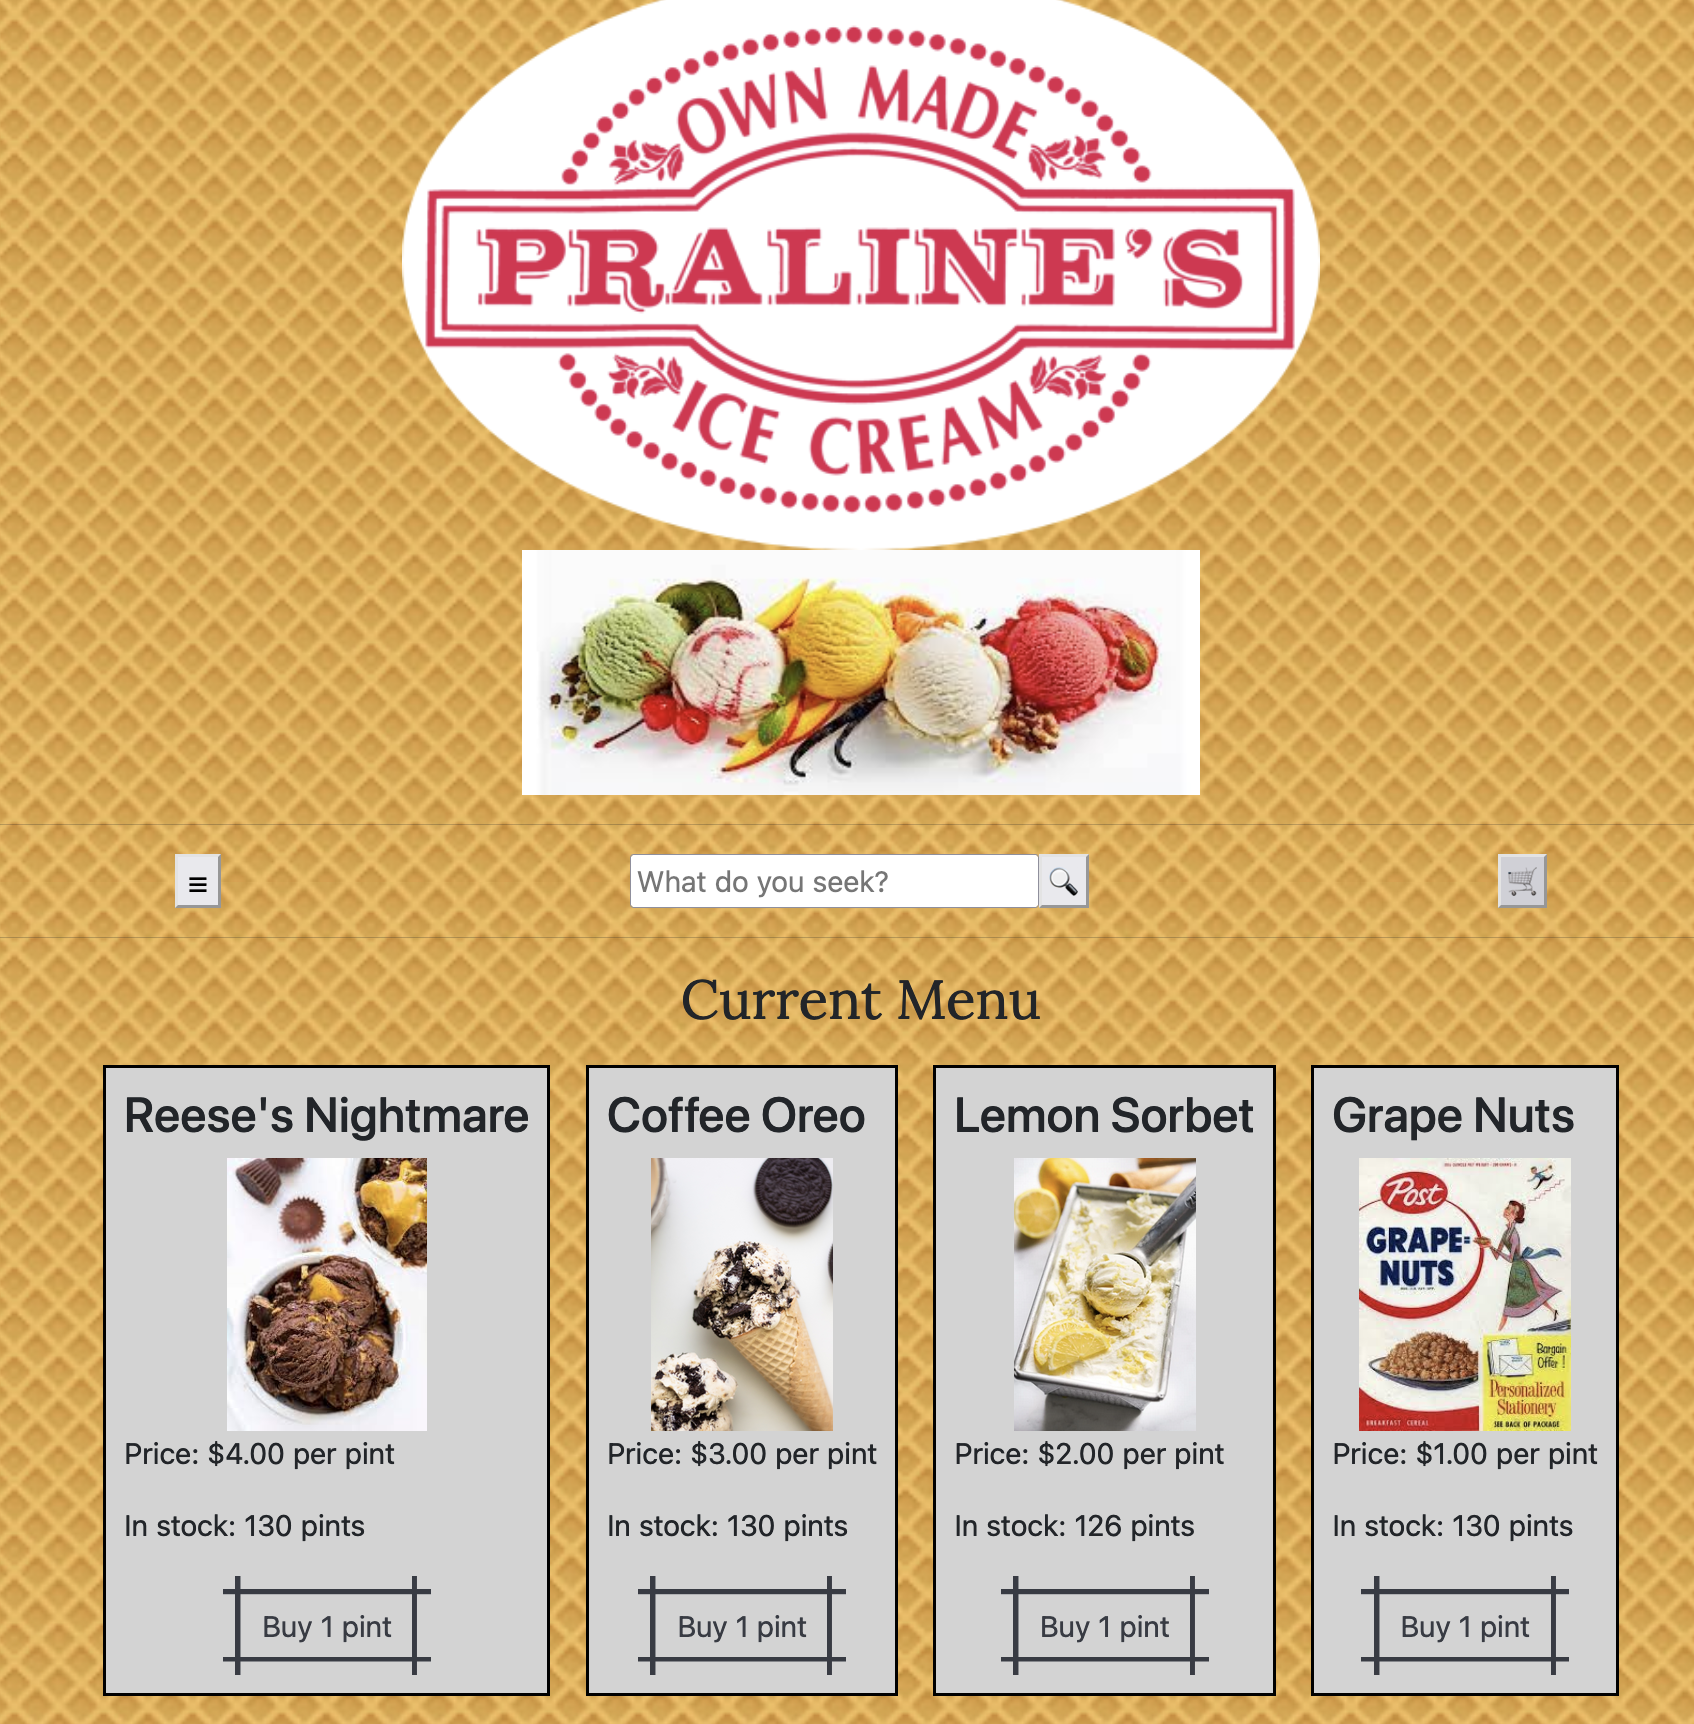 OWN MADE
PRALINE'S
ICE CREAM
☰
What do you seek?
Current Menu
Reese's Nightmare
Price: $4.00 per pint
In stock: 130 pints
Buy 1 pint
Coffee Oreo
Price: $3.00 per pint
In stock: 130 pints
Buy 1 pint
Lemon Sorbet
Price: $2.00 per pint
In stock: 126 pints
Buy 1 pint
Grape Nuts
Post
GRAPE-
NUTS
Bargain
Offer!
Personalized
Stationery
SEE BACK OF PACKAGE
BREAKFAST CEREAL
Price: $1.00 per pint
In stock: 130 pints
Buy 1 pint